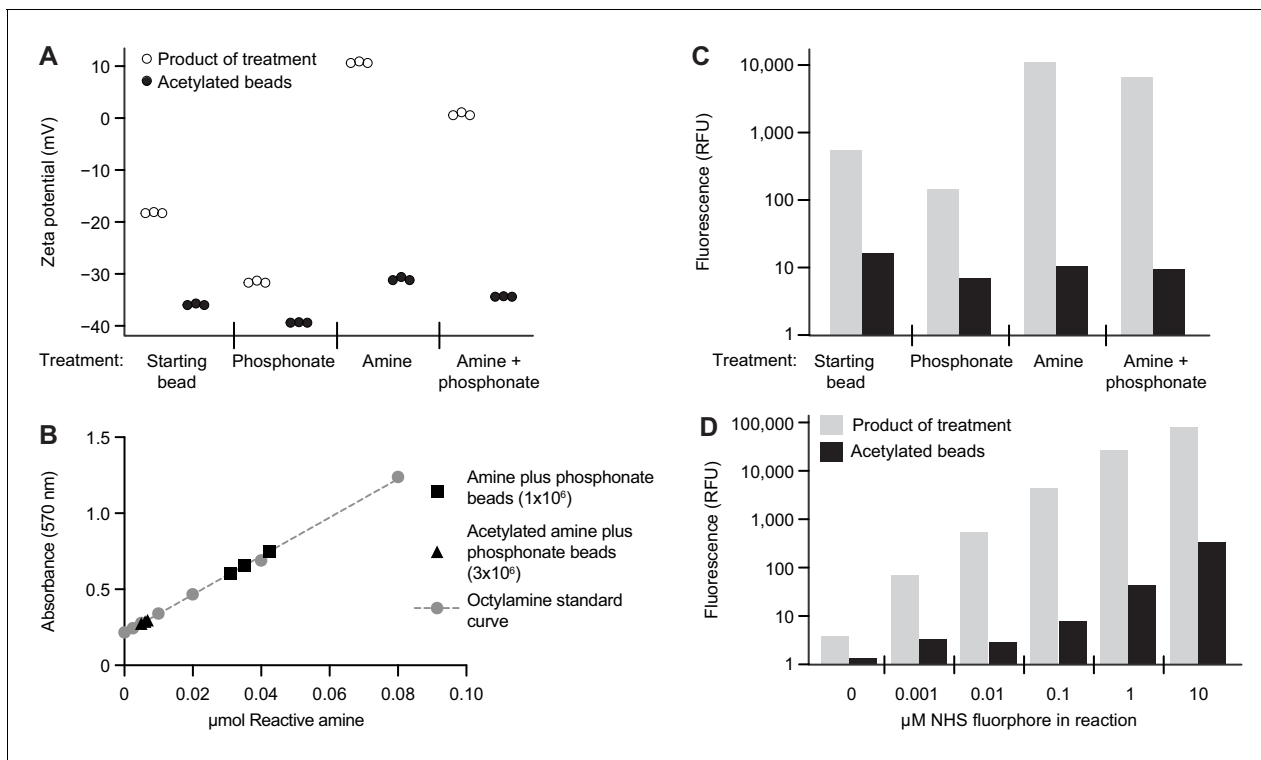 A
Product of treatment
Acetylated beads
Zeta potential (mV)
10
0
−10
−20
−30
−40
Treatment:
Starting
bead
Phosphonate
Amine
Amine +
phosphonate
B
Absorbance (570 nm)
1.5
1.0
0.5
0
0
0.02
0.04
0.06
0.08
0.10
µmol Reactive amine
Amine plus phosphonate
beads (1x10⁶)
Acetylated amine plus
phosphonate beads
(3x10⁶)
Octylamine standard
curve
C
Fluorescence (RFU)
10,000
1,000
100
10
1
Treatment:
Starting
bead
Phosphonate
Amine
Amine +
phosphonate
D
Product of treatment
Acetylated beads
Fluorescence (RFU)
100,000
10,000
1,000
100
10
1
0
0.001
0.01
0.1
1
10
µM NHS fluorphore in reaction